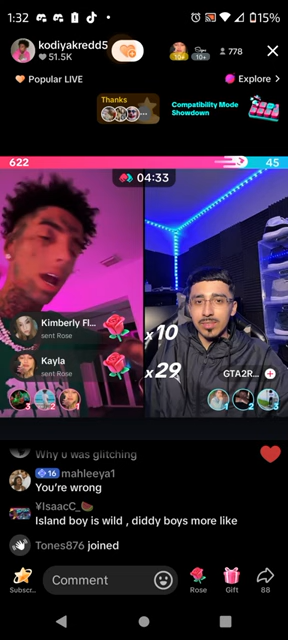 1:32
15%
kodiyakredd5
51.5K
10+
778
Popular LIVE
Explore >
Thanks
Compatibility Mode
Showdown
622
45
04:33
Kimberly Fl...
sent Rose
x10
Kayla
sent Rose
x29
GTA2R...
Why u was glitching
16 mahleeya1
You're wrong
¥IsaacC_🍉
Island boy is wild , diddy boys more like
Tones876 joined
Subscr...
Comment
Rose
Gift
88